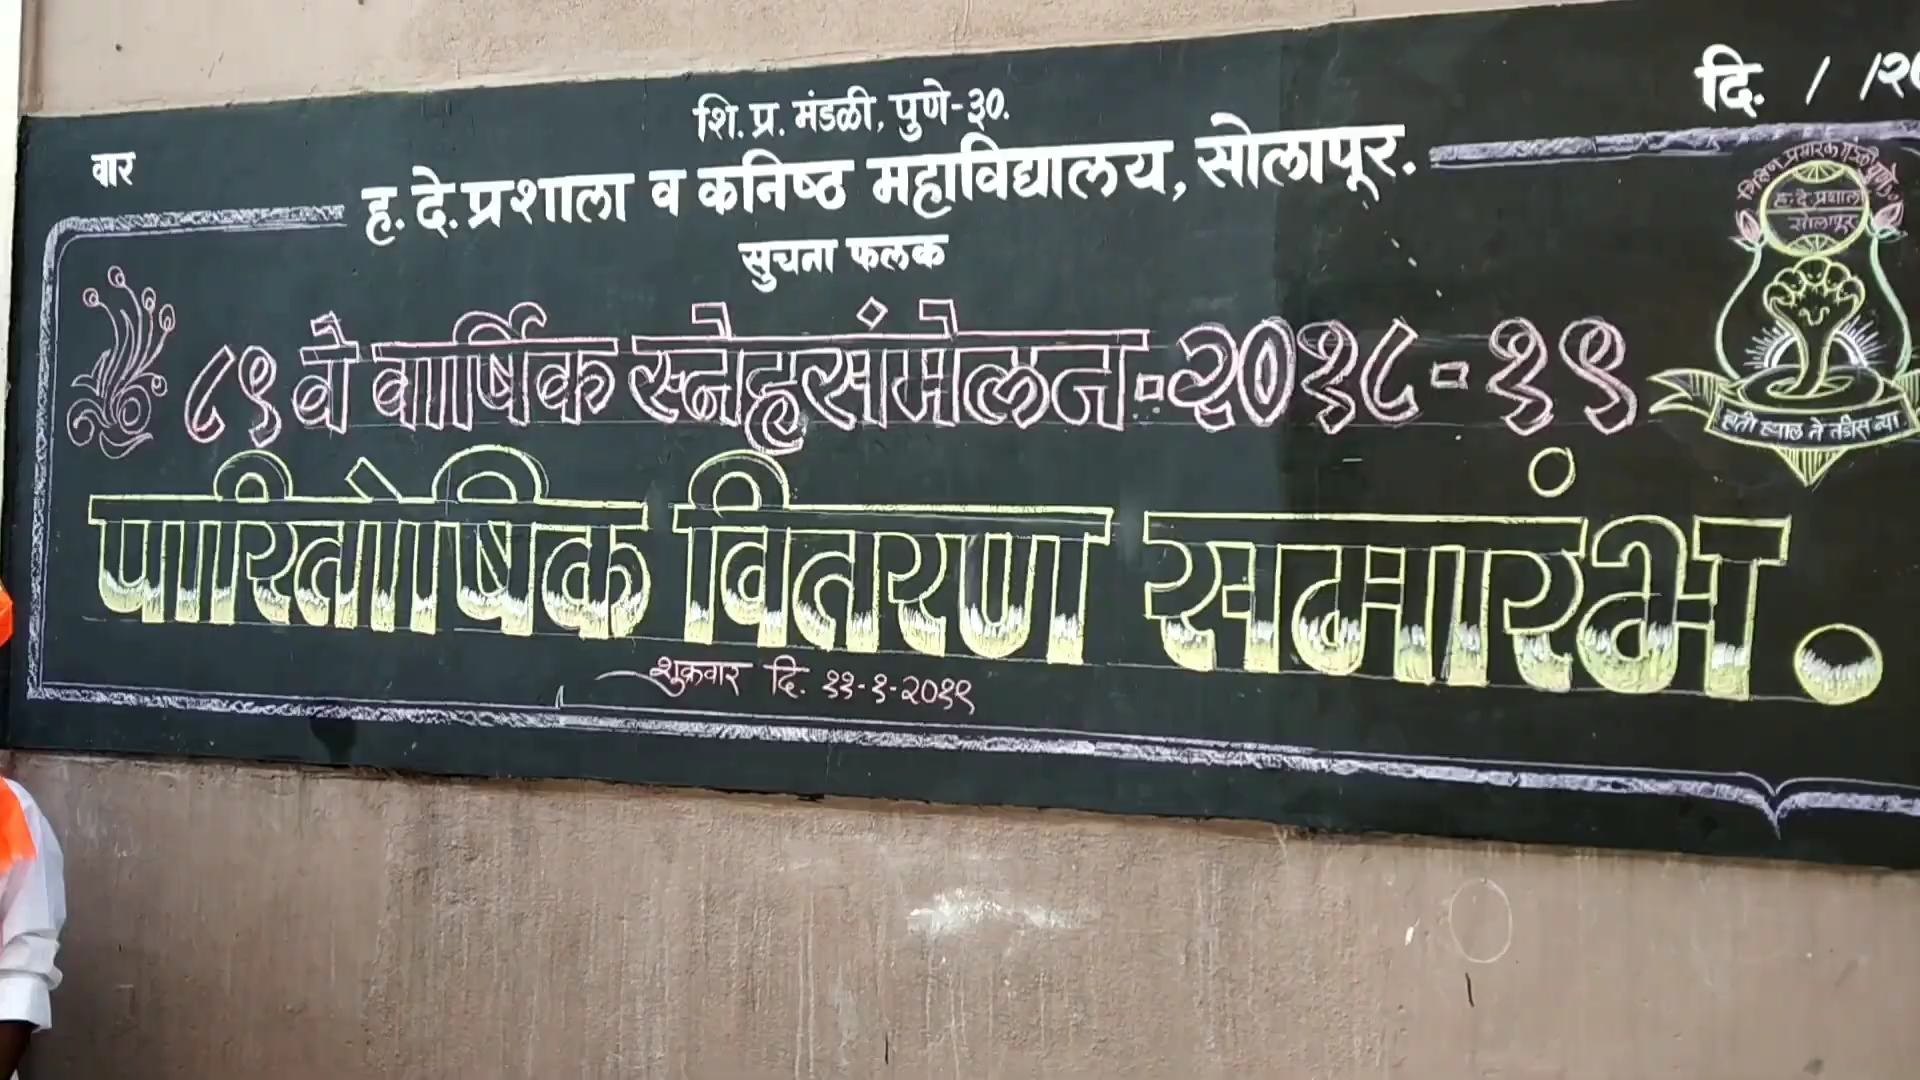 शि. प्र. मंडळी, पुणे-३०.
दि. / /२०
वार
ह. दे. प्रशाला व कनिष्ठ महाविद्यालय, सोलापूर.
सुचना फलक
८९ वे वार्षिक स्नेहसंमेलन-२०१८-१९
पारितोषिक वितरण समारंभ.
शुक्रवार दि. ११-१-२०१९
ह. दे. प्रशाला
सोलापूर